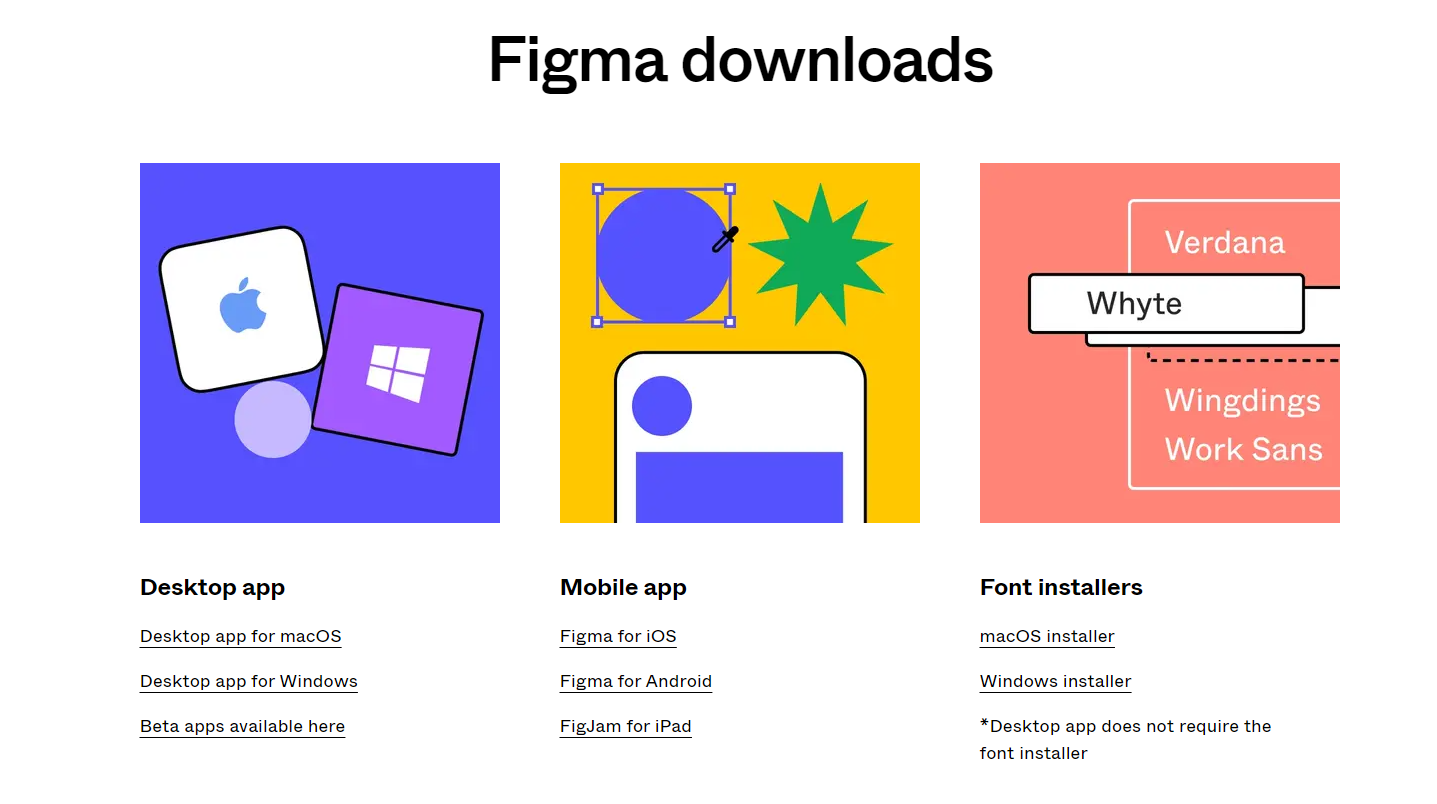 Figma downloads
Verdana
Whyte
Wingdings
Work Sans
Desktop app
Desktop app for macOS
Desktop app for Windows
Beta apps available here
Mobile app
Figma for iOS
Figma for Android
FigJam for iPad
Font installers
macOS installer
Windows installer
*Desktop app does not require the
font installer